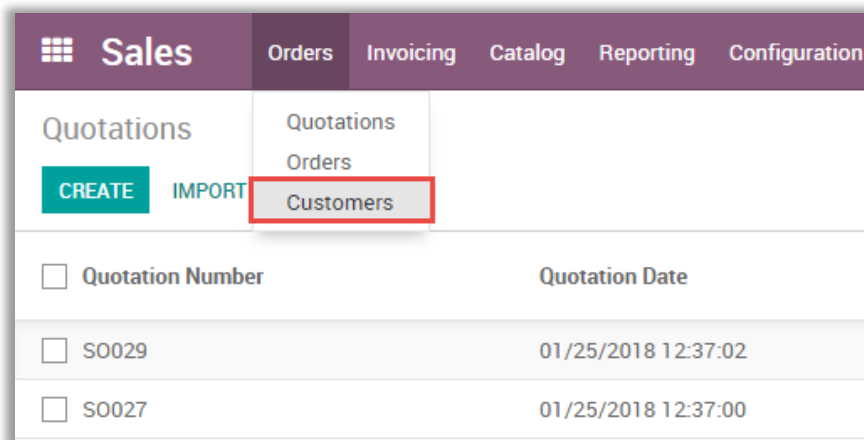 Sales Orders Invoicing Catalog Reporting Configuration
Quotations
Quotations
Orders
CREATE IMPORT
Customers
Quotation Number Quotation Date
SO029 01/25/2018 12:37:02
SO027 01/25/2018 12:37:00